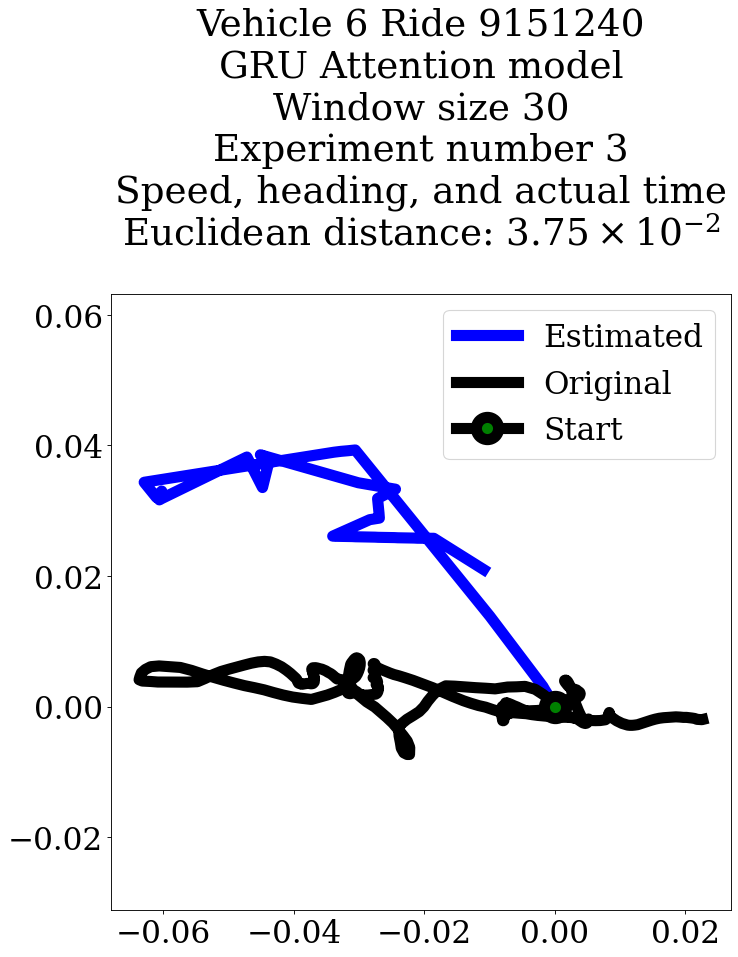 Vehicle 6 Ride 9151240
GRU Attention model
Window size 30
Experiment number 3
Speed, heading, and actual time
Euclidean distance: 3.75 × 10⁻²
Estimated
Original
Start
0.06
0.04
0.02
0.00
−0.02
−0.06 −0.04 −0.02 0.00 0.02